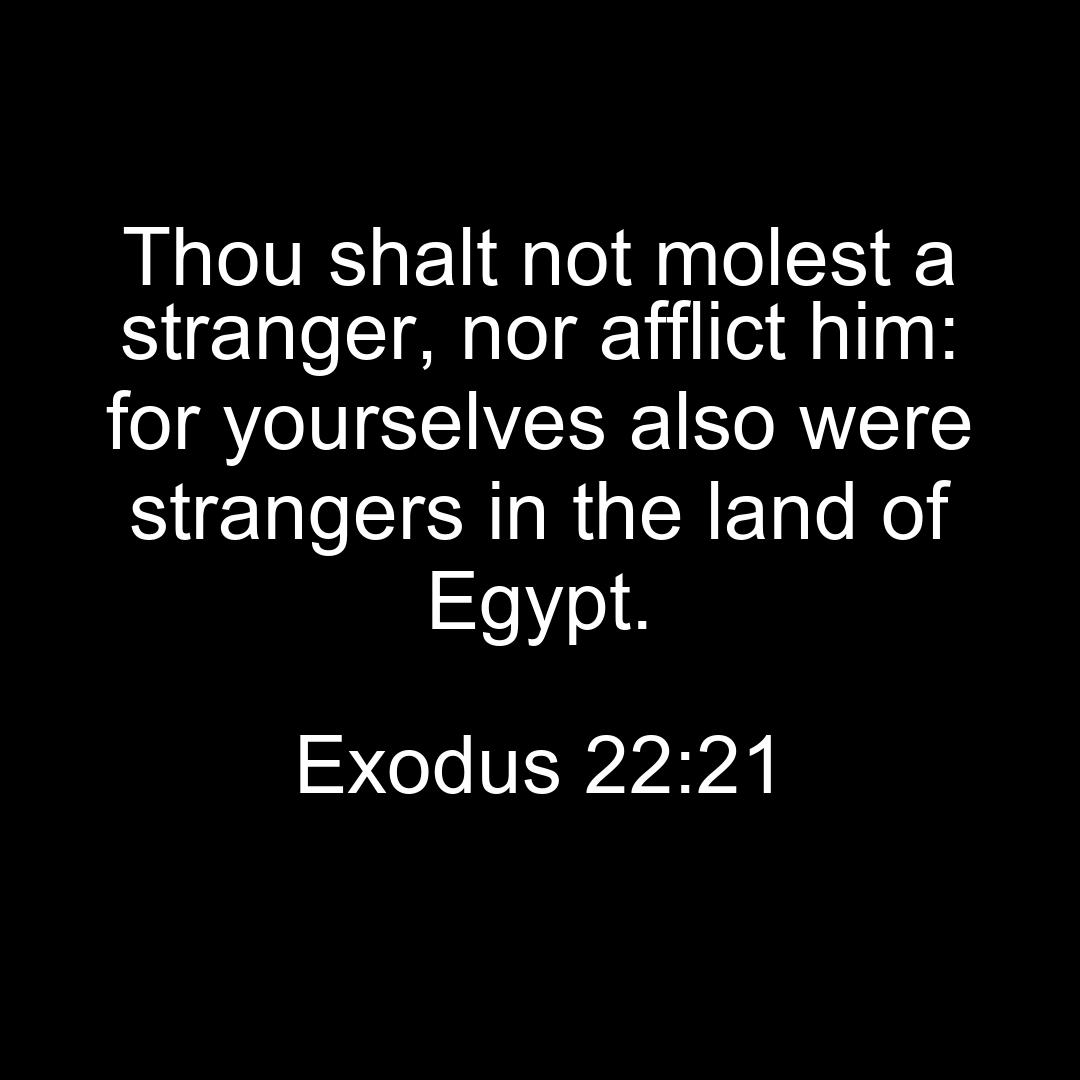 Thou shalt not molest a
stranger, nor afflict him:
for yourselves also were
strangers in the land of
Egypt.
Exodus 22:21